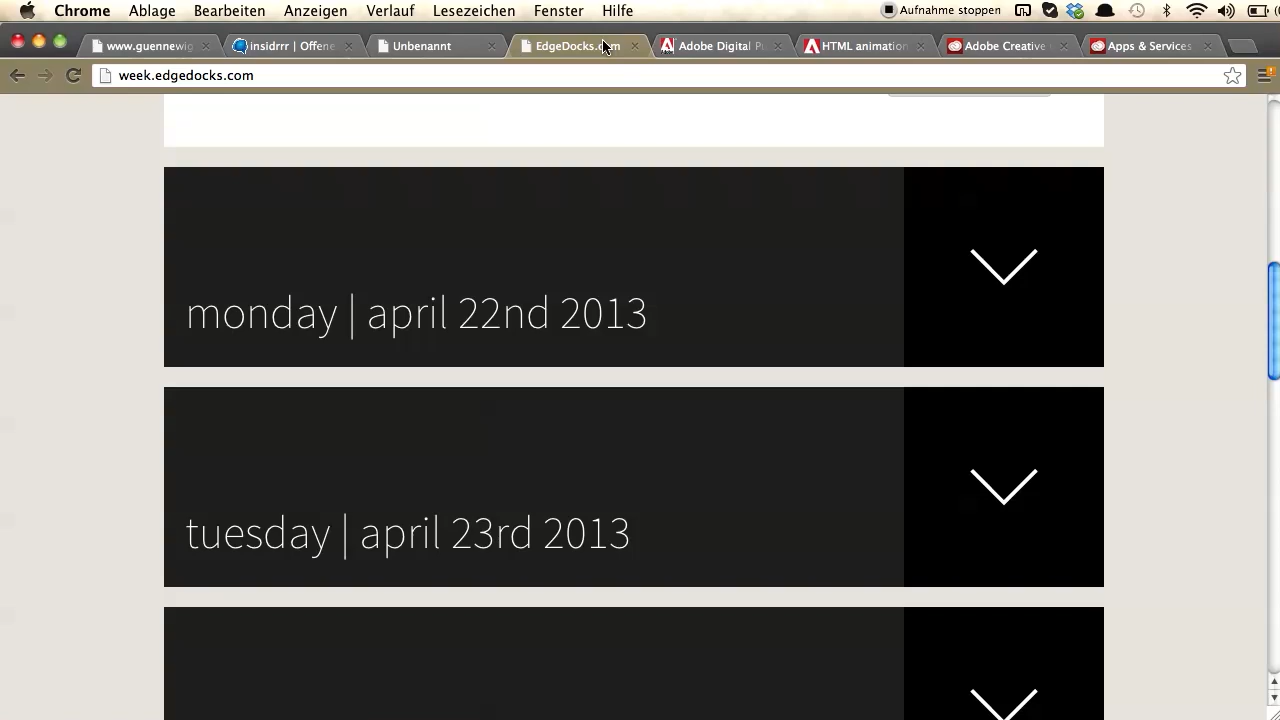 Chrome Ablage Bearbeiten Anzeigen Verlauf Lesezeichen Fenster Hilfe Aufnahme stoppen
www.guennewig insidrrr | Offene Unbenannt EdgeDocks.com Adobe Digital Pu HTML animation Adobe Creative Apps & Services
week.edgedocks.com
monday | april 22nd 2013
tuesday | april 23rd 2013